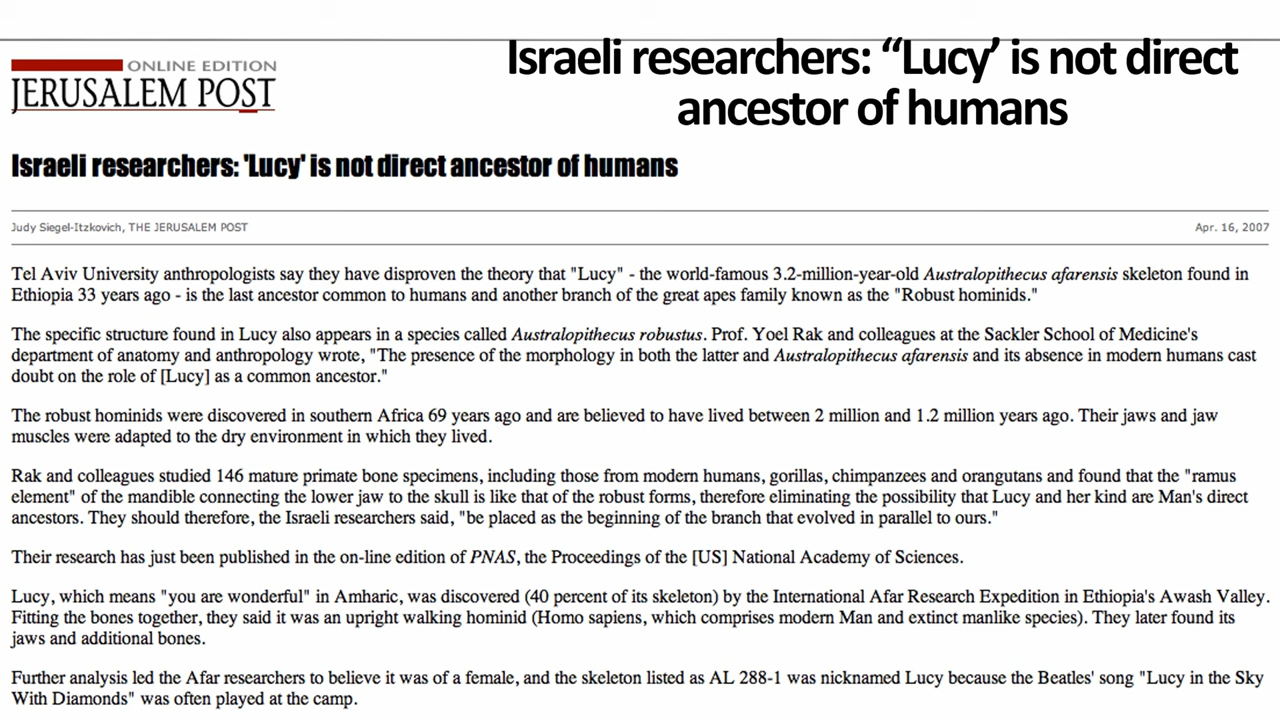 Israeli researchers: “Lucy’ is not direct
ancestor of humans
ONLINE EDITION
JERUSALEM POST
Israeli researchers: 'Lucy' is not direct ancestor of humans
Judy Siegel-Itzkovich, THE JERUSALEM POST Apr. 16, 2007
Tel Aviv University anthropologists say they have disproven the theory that "Lucy" - the world-famous 3.2-million-year-old Australopithecus afarensis skeleton found in
Ethiopia 33 years ago - is the last ancestor common to humans and another branch of the great apes family known as the "Robust hominids."
The specific structure found in Lucy also appears in a species called Australopithecus robustus. Prof. Yoel Rak and colleagues at the Sackler School of Medicine's
department of anatomy and anthropology wrote, "The presence of the morphology in both the latter and Australopithecus afarensis and its absence in modern humans cast
doubt on the role of [Lucy] as a common ancestor."
The robust hominids were discovered in southern Africa 69 years ago and are believed to have lived between 2 million and 1.2 million years ago. Their jaws and jaw
muscles were adapted to the dry environment in which they lived.
Rak and colleagues studied 146 mature primate bone specimens, including those from modern humans, gorillas, chimpanzees and orangutans and found that the "ramus
element" of the mandible connecting the lower jaw to the skull is like that of the robust forms, therefore eliminating the possibility that Lucy and her kind are Man's direct
ancestors. They should therefore, the Israeli researchers said, "be placed as the beginning of the branch that evolved in parallel to ours."
Their research has just been published in the on-line edition of PNAS, the Proceedings of the [US] National Academy of Sciences.
Lucy, which means "you are wonderful" in Amharic, was discovered (40 percent of its skeleton) by the International Afar Research Expedition in Ethiopia's Awash Valley.
Fitting the bones together, they said it was an upright walking hominid (Homo sapiens, which comprises modern Man and extinct manlike species). They later found its
jaws and additional bones.
Further analysis led the Afar researchers to believe it was of a female, and the skeleton listed as AL 288-1 was nicknamed Lucy because the Beatles' song "Lucy in the Sky
With Diamonds" was often played at the camp.